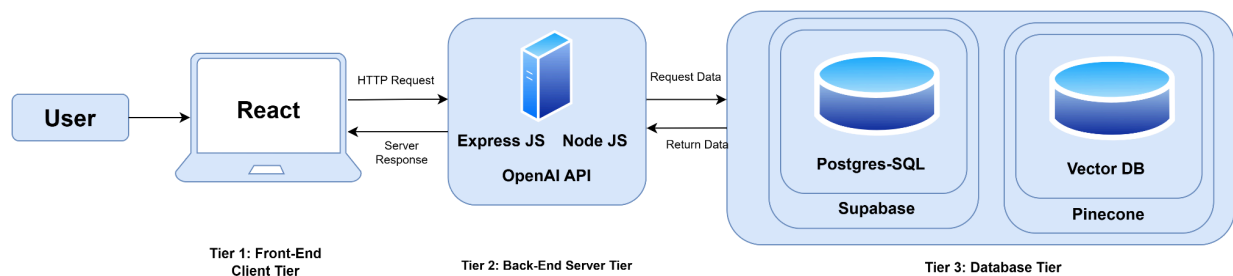 User
React
HTTP Request
Server
Response
Express JS
Node JS
OpenAI API
Request Data
Return Data
Postgres-SQL
Supabase
Vector DB
Pinecone
Tier 1: Front-End
Client Tier
Tier 2: Back-End Server Tier
Tier 3: Database Tier